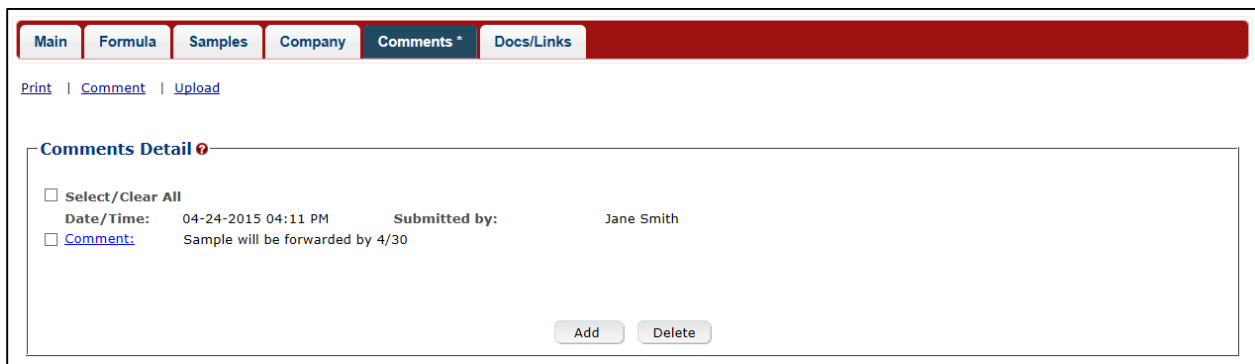 Main Formula Samples Company Comments * Docs/Links
Print | Comment | Upload
Comments Detail ?
Select/Clear All
Date/Time: 04-24-2015 04:11 PM Submitted by: Jane Smith
Comment: Sample will be forwarded by 4/30
Add Delete